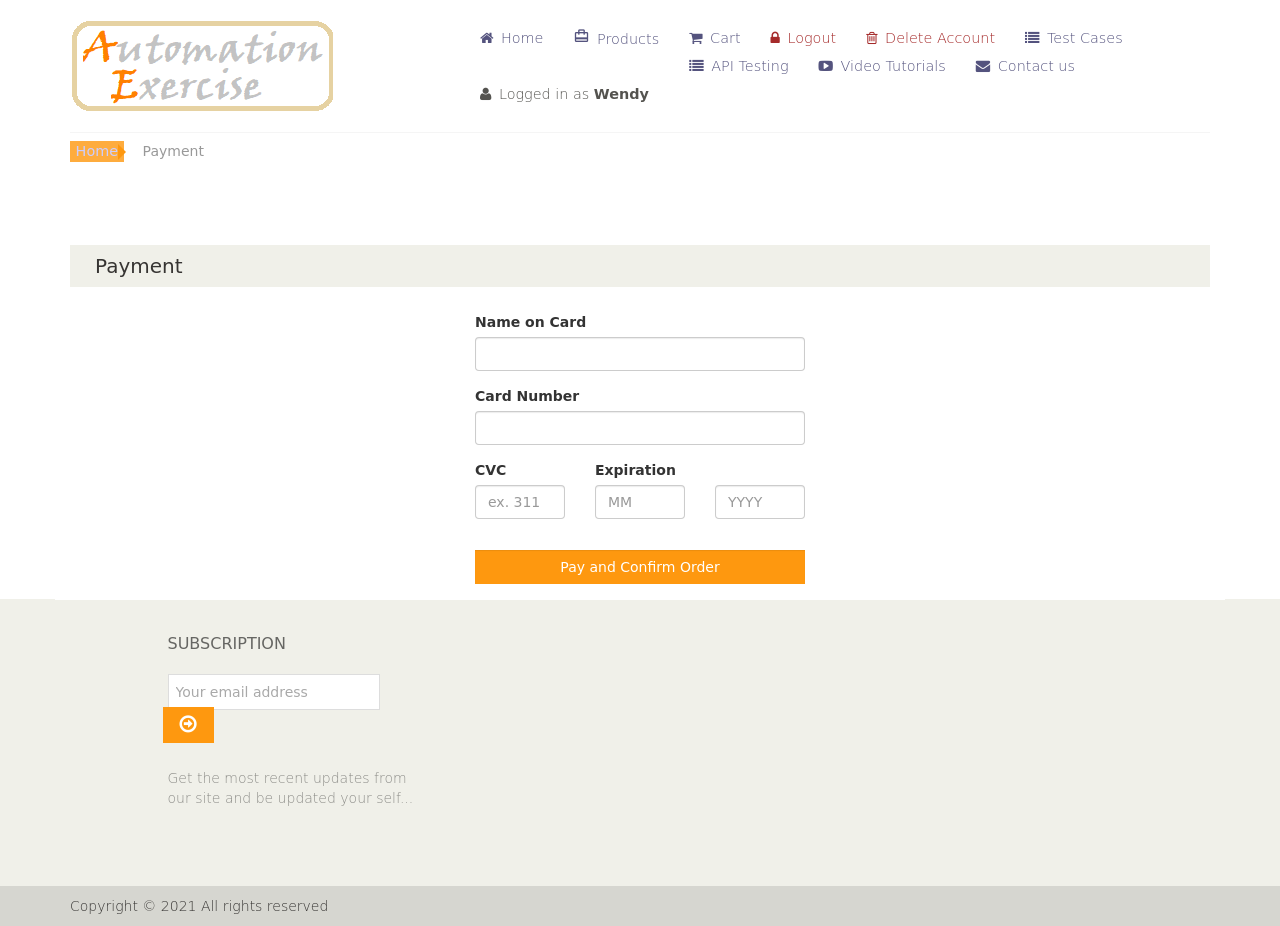 Automation
Exercise
Home Products Cart Logout Delete Account Test Cases
API Testing Video Tutorials Contact us
Logged in as Wendy
Home Payment
Payment
Name on Card
Card Number
CVC Expiration
ex. 311 MM YYYY
Pay and Confirm Order
SUBSCRIPTION
Your email address
Get the most recent updates from
our site and be updated your self...
Copyright © 2021 All rights reserved